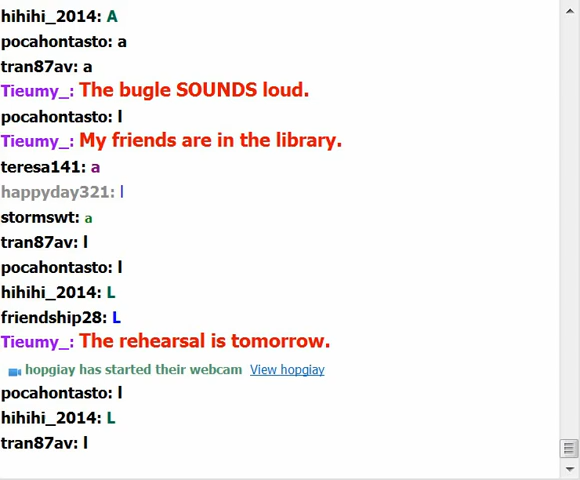 hihihi_2014: A
pocahontasto: a
tran87av: a
Tieumy_: The bugle SOUNDS loud.
pocahontasto: l
Tieumy_: My friends are in the library.
teresa141: a
happyday321: l
stormswt: a
tran87av: l
pocahontasto: l
hihihi_2014: L
friendship28: L
Tieumy_: The rehearsal is tomorrow.
hopgiay has started their webcam View hopgiay
pocahontasto: l
hihihi_2014: L
tran87av: l